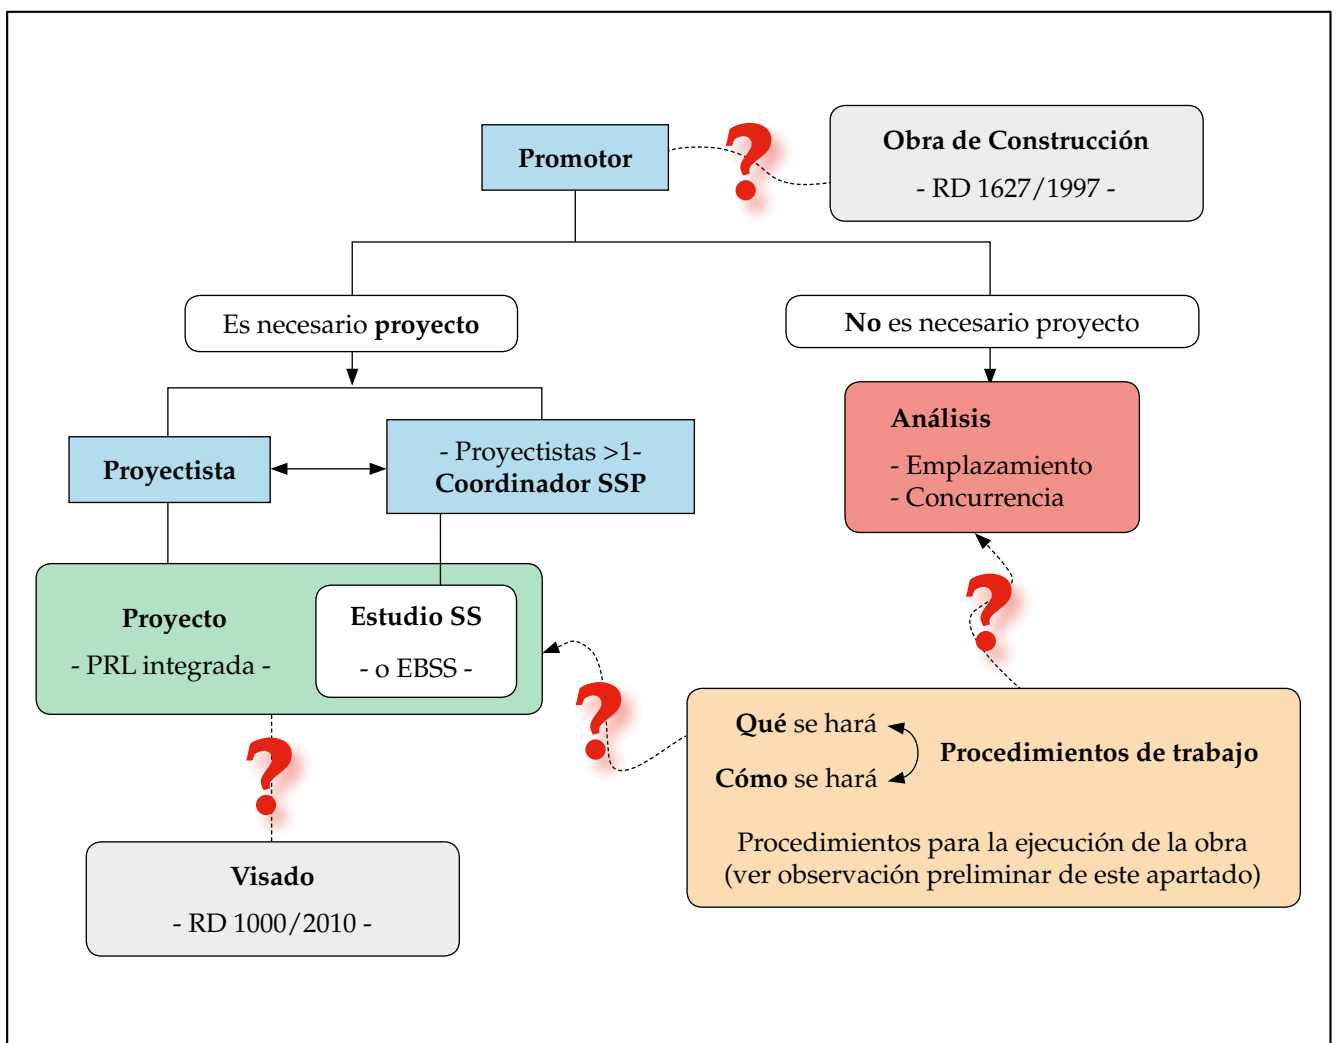 Promotor
?
Obra de Construcción
- RD 1627/1997 -
Es necesario proyecto
No es necesario proyecto
Proyectista
- Proyectistas >1-
Coordinador SSP
Análisis
- Emplazamiento
- Concurrencia
Proyecto
- PRL integrada -
Estudio SS
- o EBSS -
?
?
?
Qué se hará
Cómo se hará
Procedimientos de trabajo
Procedimientos para la ejecución de la obra
(ver observación preliminar de este apartado)
Visado
- RD 1000/2010 -